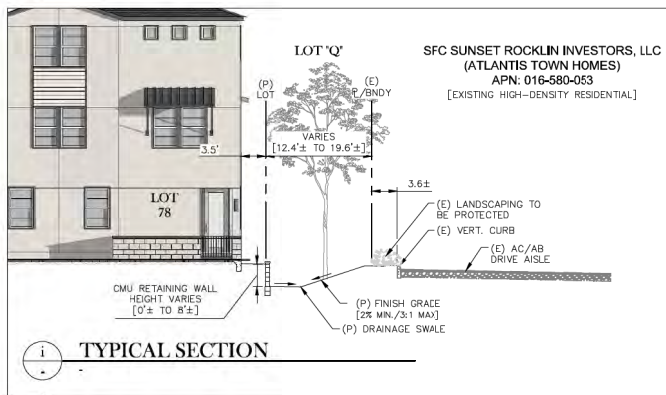 LOT "Q"
SFC SUNSET ROCKLIN INVESTORS, LLC
(ATLANTIS TOWN HOMES)
APN: 016-580-053
[EXISTING HIGH-DENSITY RESIDENTIAL]
(P)
LOT
(E)
P/BNDY
VARIES
[12.4'± TO 19.6'±]
3.5'
3.6±
LOT
78
(E) LANDSCAPING TO
BE PROTECTED
(E) VERT. CURB
(E) AC/AB
DRIVE AISLE
CMU RETAINING WALL
HEIGHT VARIES
[0'± TO 8'±]
(P) FINISH GRADE
[2% MIN./3:1 MAX]
(P) DRAINAGE SWALE
i
-
TYPICAL SECTION
-